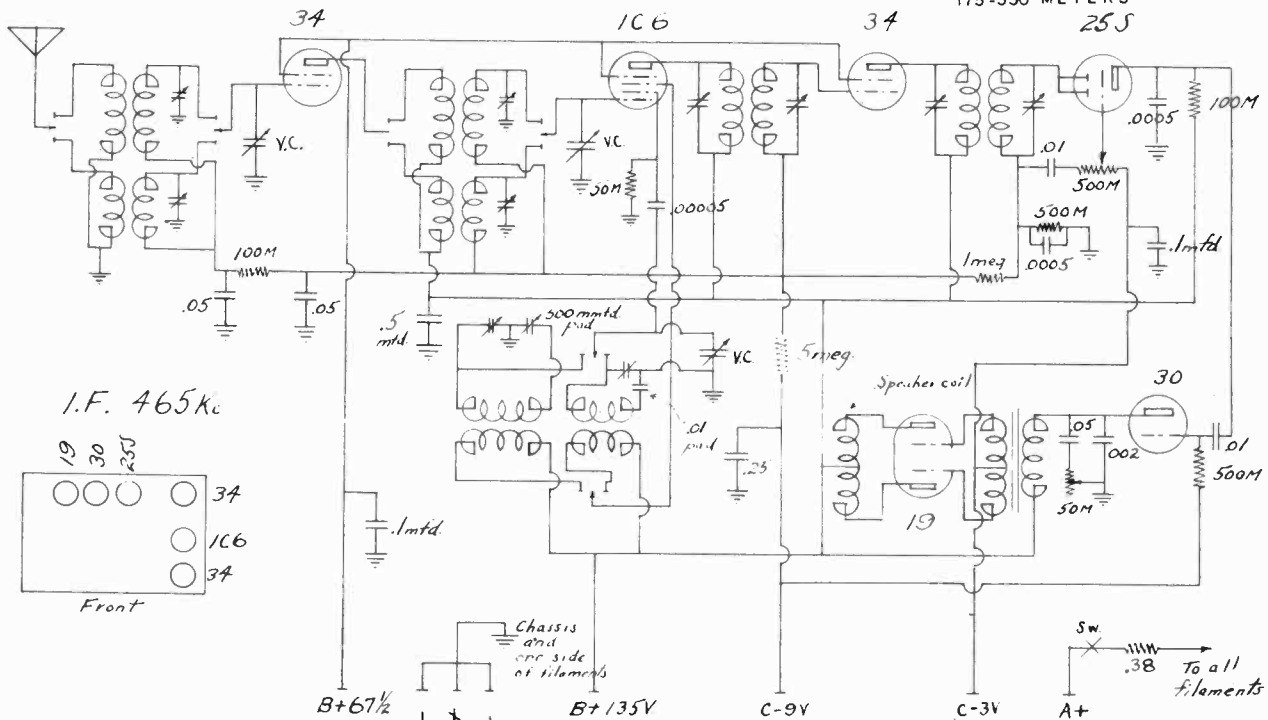 175-550 METERS
34
1C6
34
25S
V.C.
V.C.
.0005
100M
.01
500M
50M
.00005
500M
.0005
.1mfd
100M
1meg
.05
.05
.5
mfd.
500 mmfd.
pad
V.C.
5meg.
Speaker coil
30
I.F. 465Kc
.01
pad
.05
.002
.01
500M
.25
50M
19
19
30
25S
34
1C6
34
Front
.1mfd.
Chassis
and
one side
of filaments
Sw.
.38
To all
filaments
B+67½
B+135V
C-9V
C-3V
A+